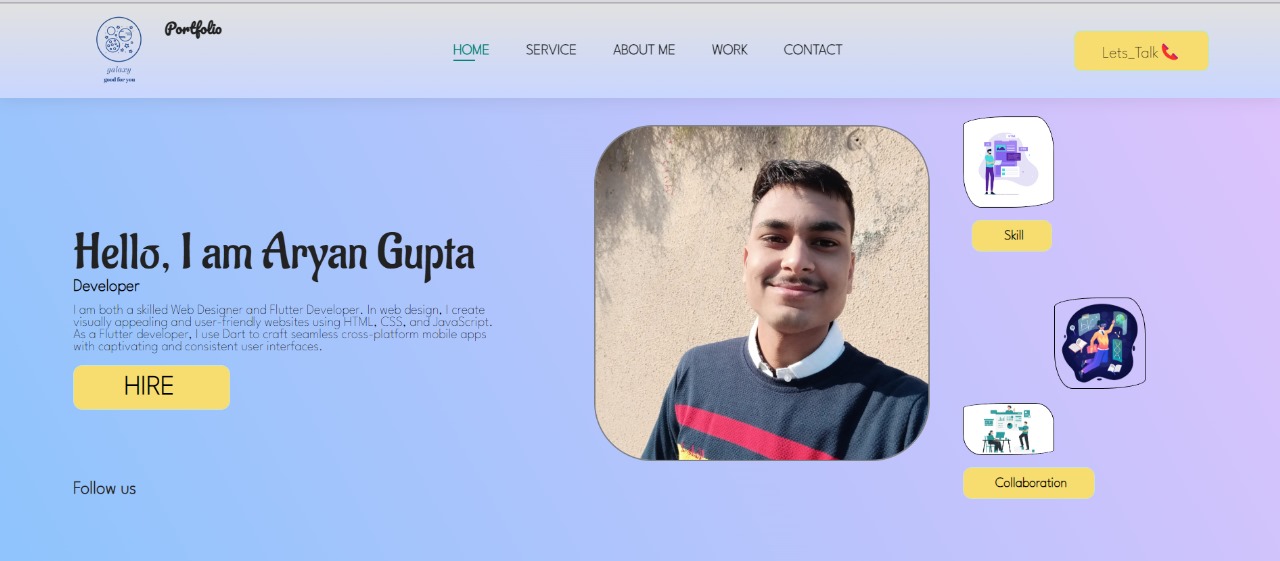 Portfolio
galaxy
good for you
HOME
SERVICE
ABOUT ME
WORK
CONTACT
Lets_Talk
Hello, I am Aryan Gupta
Developer
I am both a skilled Web Designer and Flutter Developer. In web design, I create
visually appealing and user-friendly websites using HTML, CSS, and JavaScript.
As a Flutter developer, I use Dart to craft seamless cross-platform mobile apps
with captivating and consistent user interfaces.
HIRE
Follow us
Skill
Collaboration